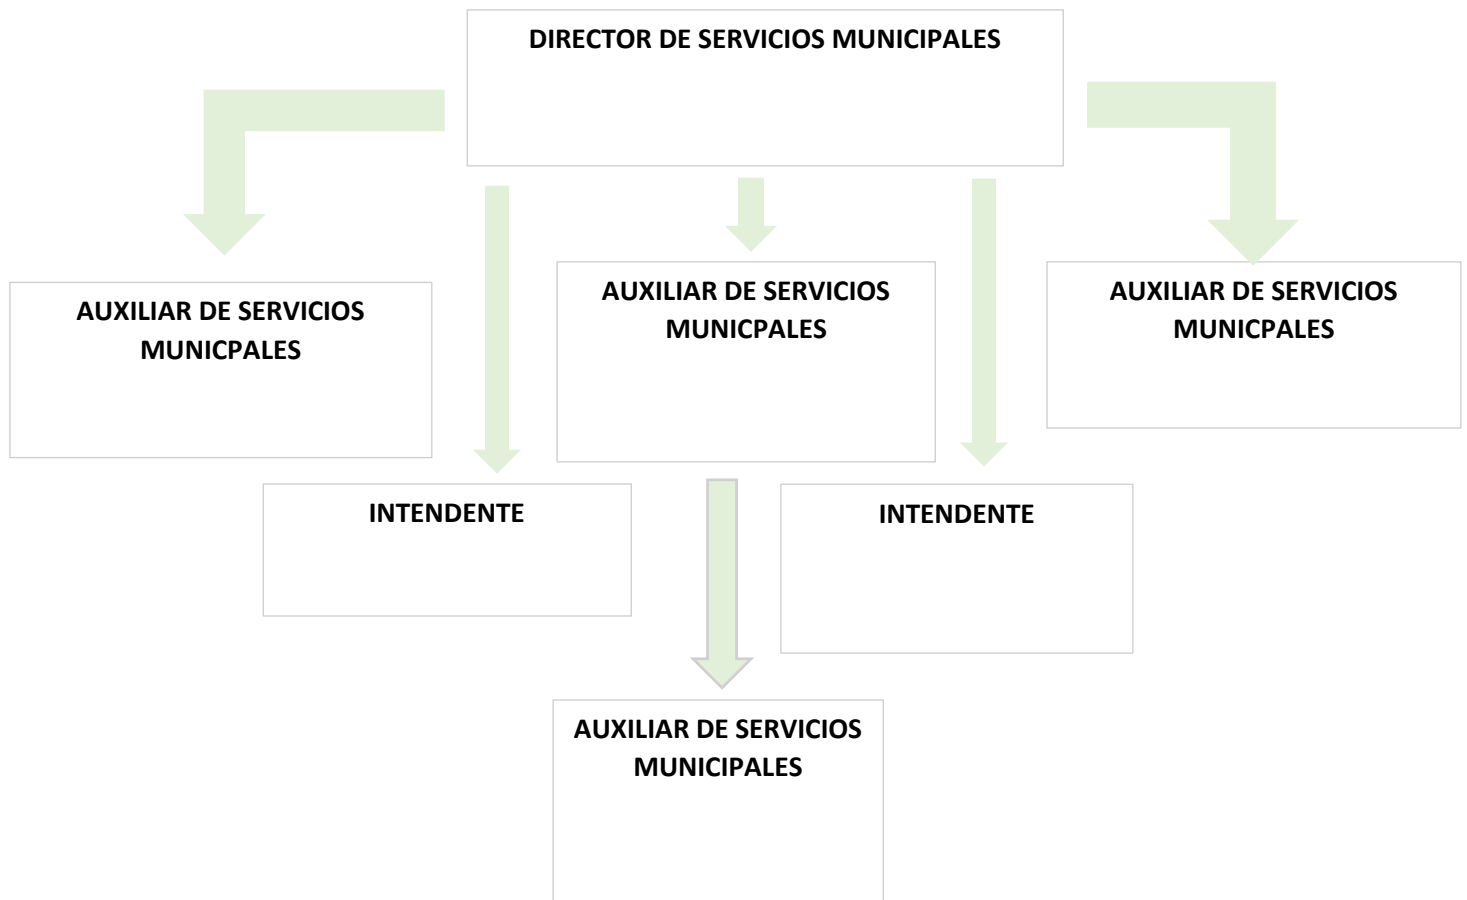 DIRECTOR DE SERVICIOS MUNICIPALES
AUXILIAR DE SERVICIOS
MUNICPALES
AUXILIAR DE SERVICIOS
MUNICPALES
AUXILIAR DE SERVICIOS
MUNICPALES
INTENDENTE
INTENDENTE
AUXILIAR DE SERVICIOS
MUNICIPALES